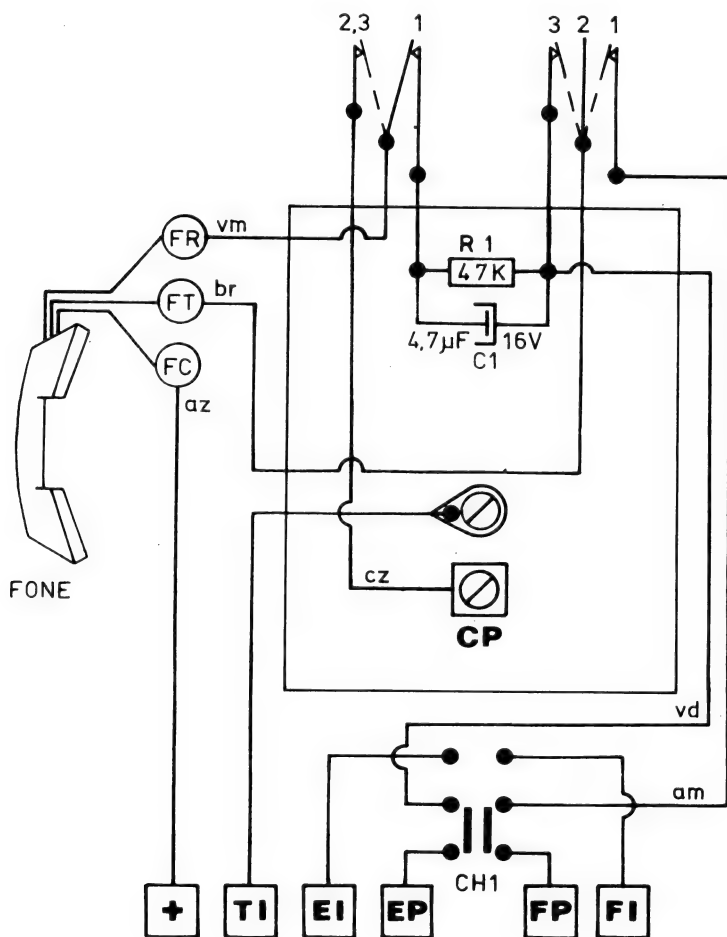 2,3 1 3 2 1
FR vm
R 1
47K
FT br
4,7µF 16V
C1
FC
az
FONE
cz
CP
vd
am
CH1
+ TI EI EP FP FI